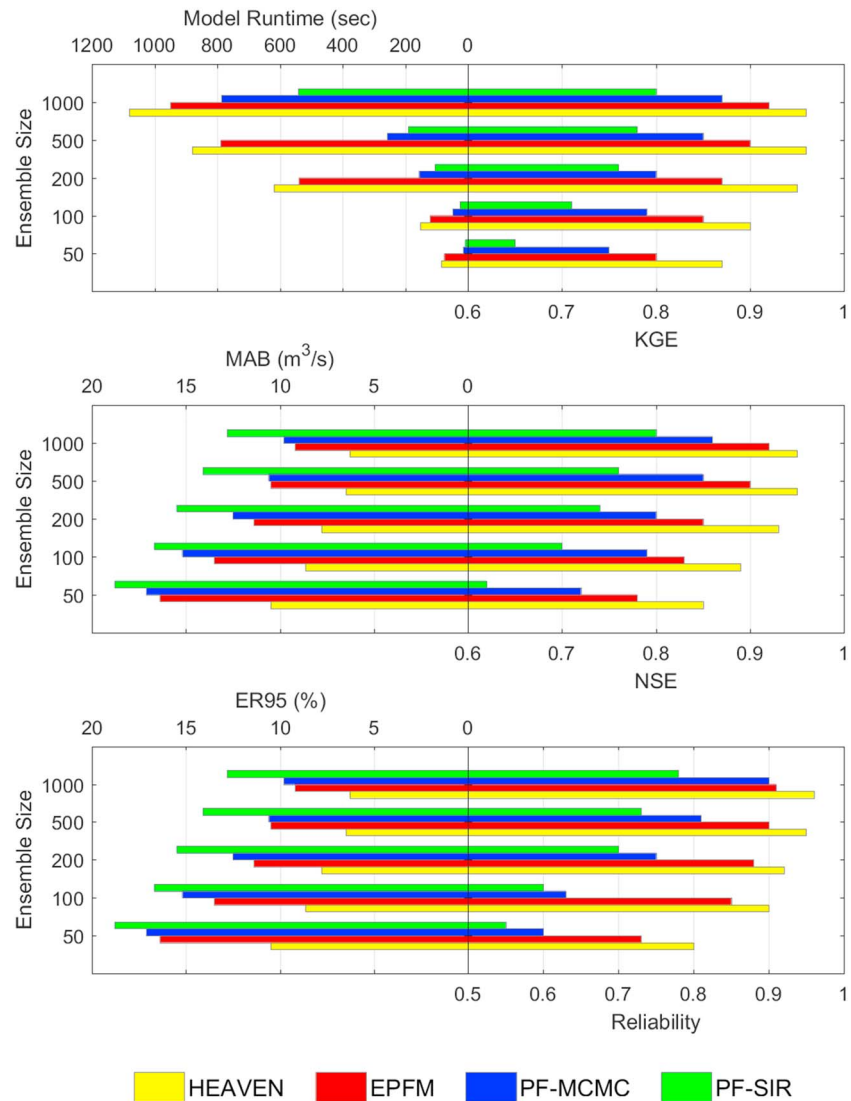 Model Runtime (sec)
1200 1000 800 600 400 200 0
Ensemble Size
1000
500
200
100
50
0.6 0.7 0.8 0.9 1
KGE
MAB (m³/s)
20 15 10 5 0
Ensemble Size
1000
500
200
100
50
0.6 0.7 0.8 0.9 1
NSE
ER95 (%)
20 15 10 5 0
Ensemble Size
1000
500
200
100
50
0.5 0.6 0.7 0.8 0.9 1
Reliability
HEAVEN EPFM PF-MCMC PF-SIR